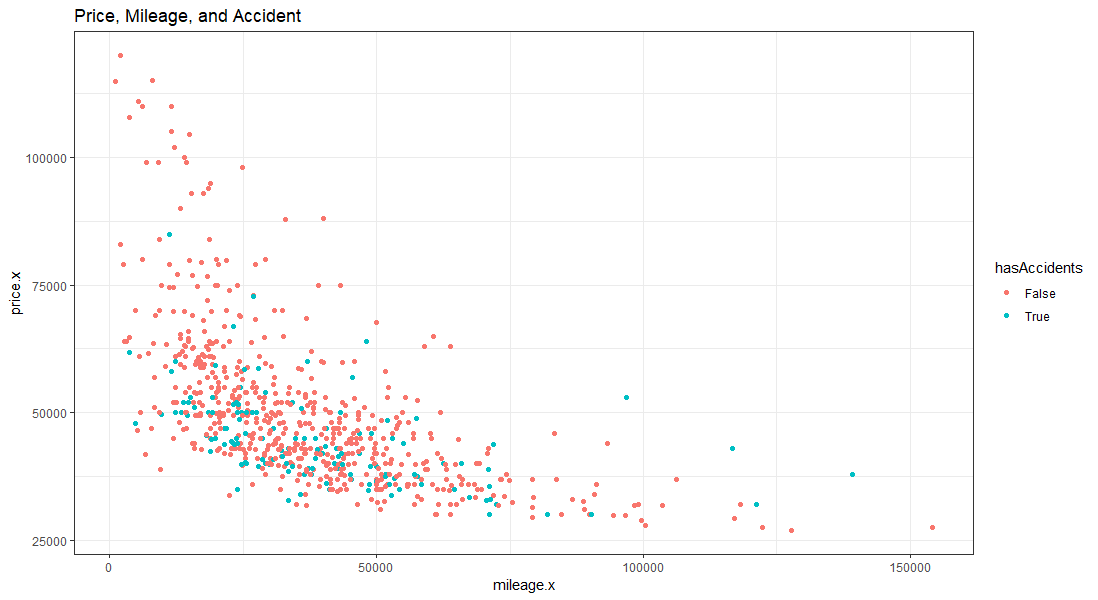 Price, Mileage, and Accident
price.x
100000
75000
50000
25000
0
50000
100000
150000
mileage.x
hasAccidents
False
True